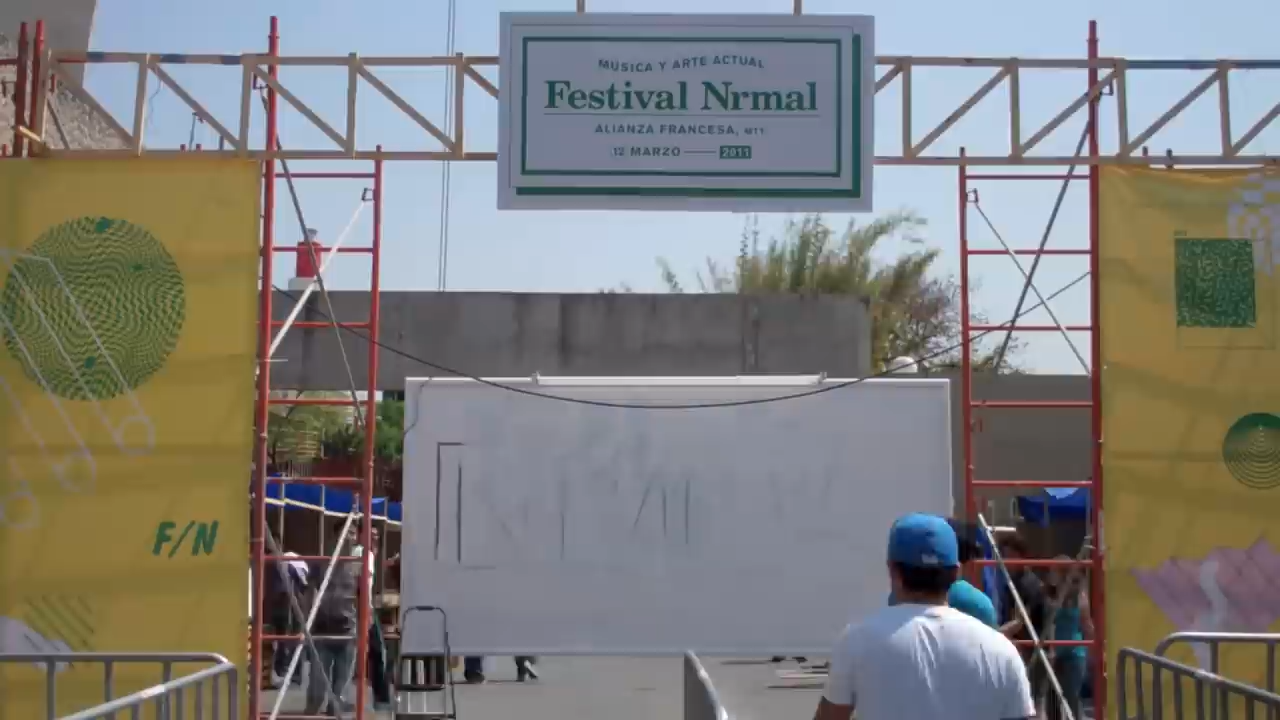 MUSICA Y ARTE ACTUAL
Festival Nrmal
ALIANZA FRANCESA, MTY
12 MARZO — 2011
F/N